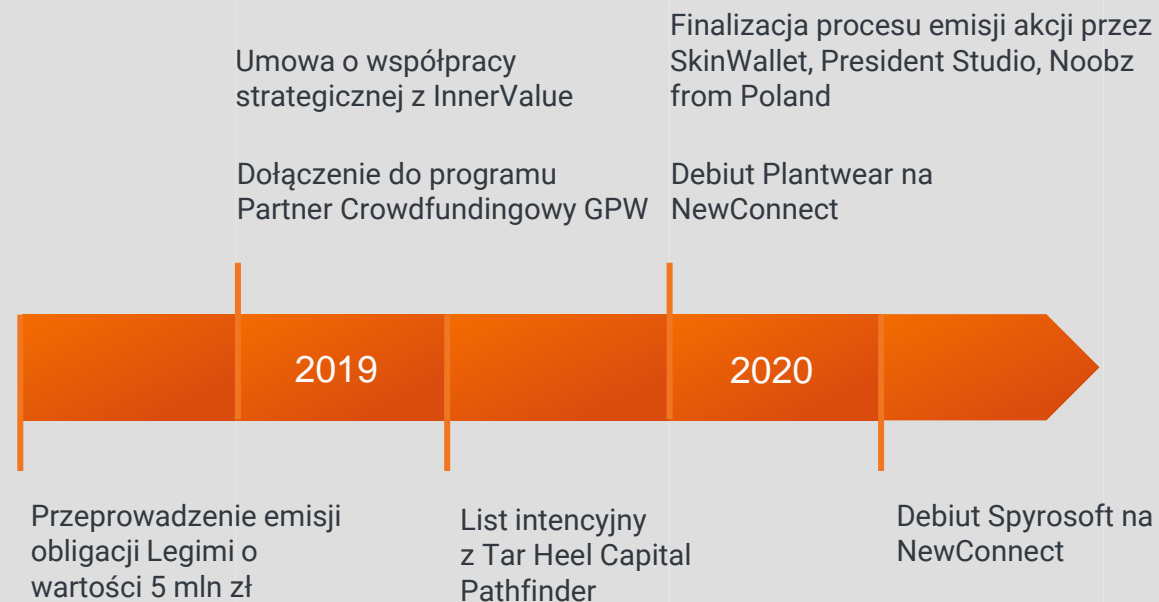 Umowa o współpracy
strategicznej z InnerValue
Dołączenie do programu
Partner Crowdfundingowy GPW
Finalizacja procesu emisji akcji przez
SkinWallet, President Studio, Noobz
from Poland
Debiut Plantwear na
NewConnect
2019
2020
Przeprowadzenie emisji
obligacji Legimi o
wartości 5 mln zł
List intencyjny
z Tar Heel Capital
Pathfinder
Debiut Spyrosoft na
NewConnect